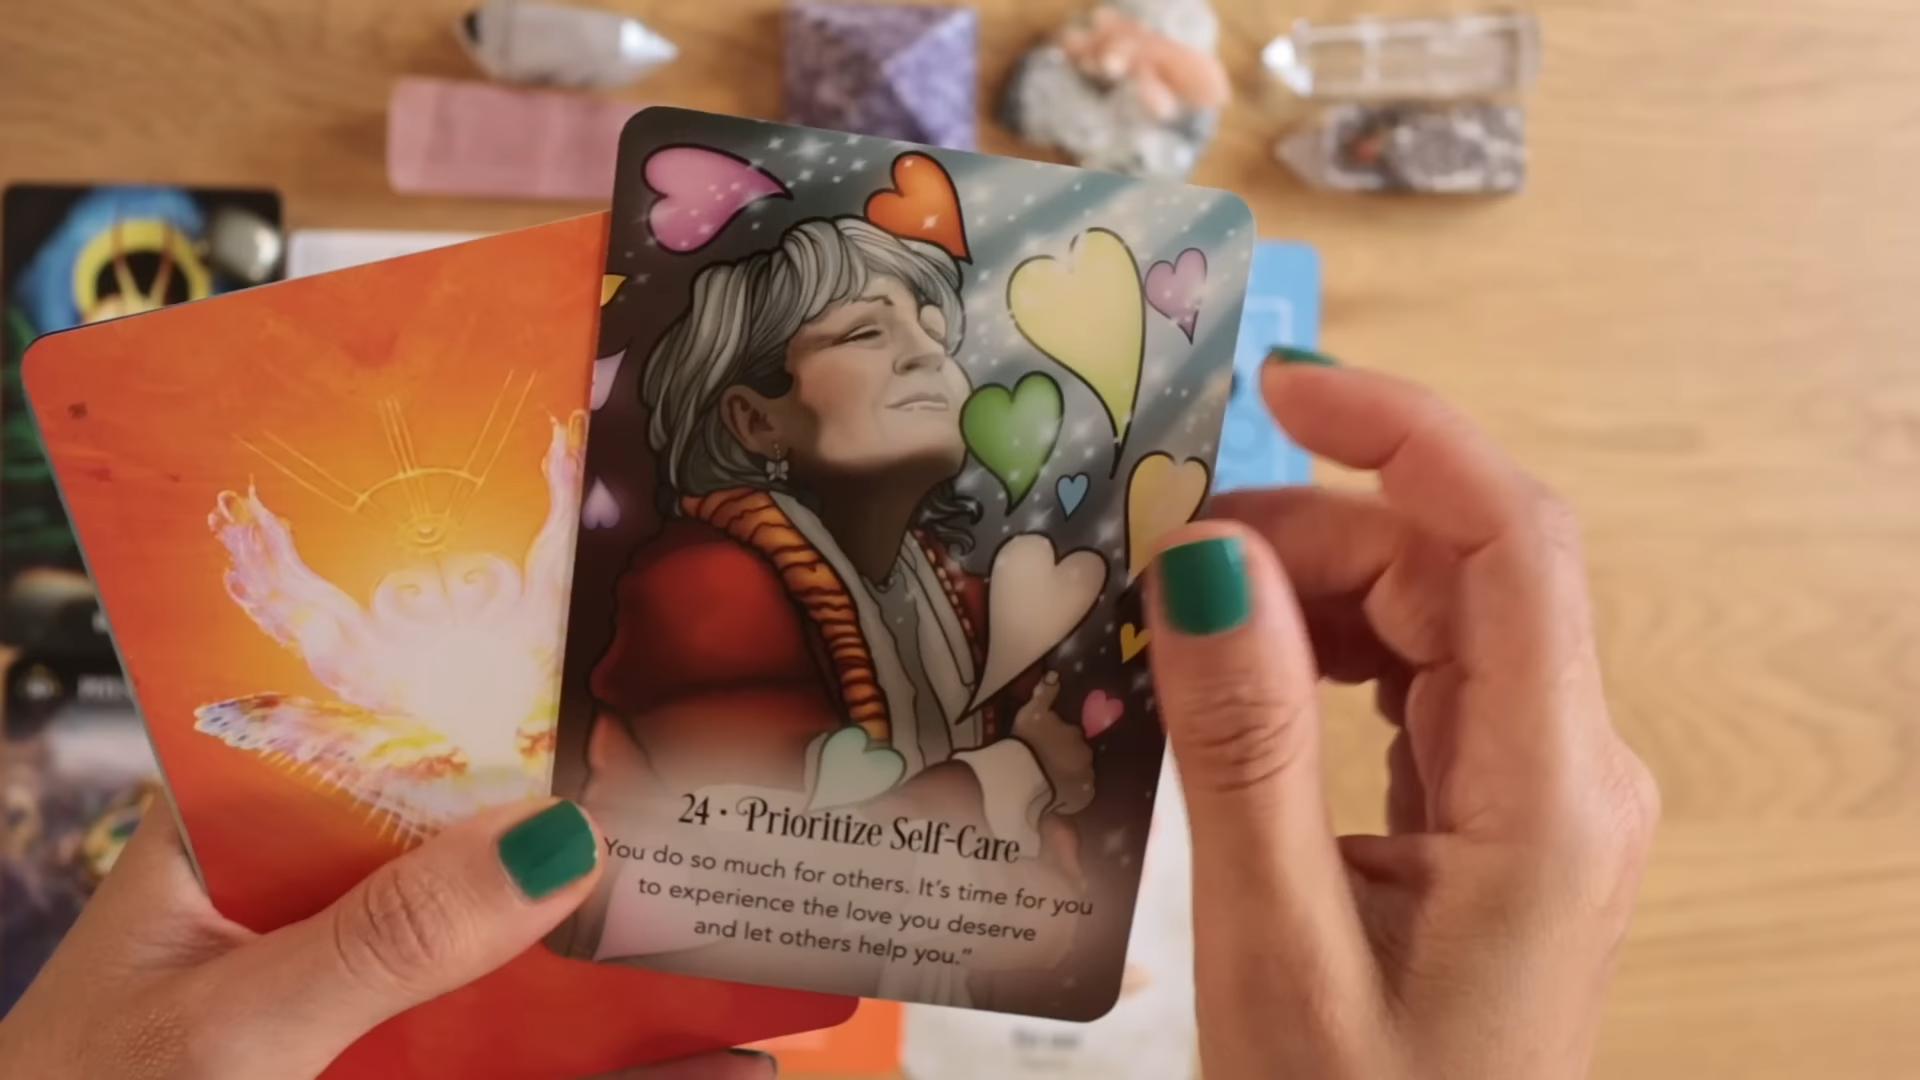 24 · Prioritize Self-Care
You do so much for others. It's time for you
to experience the love you deserve
and let others help you."